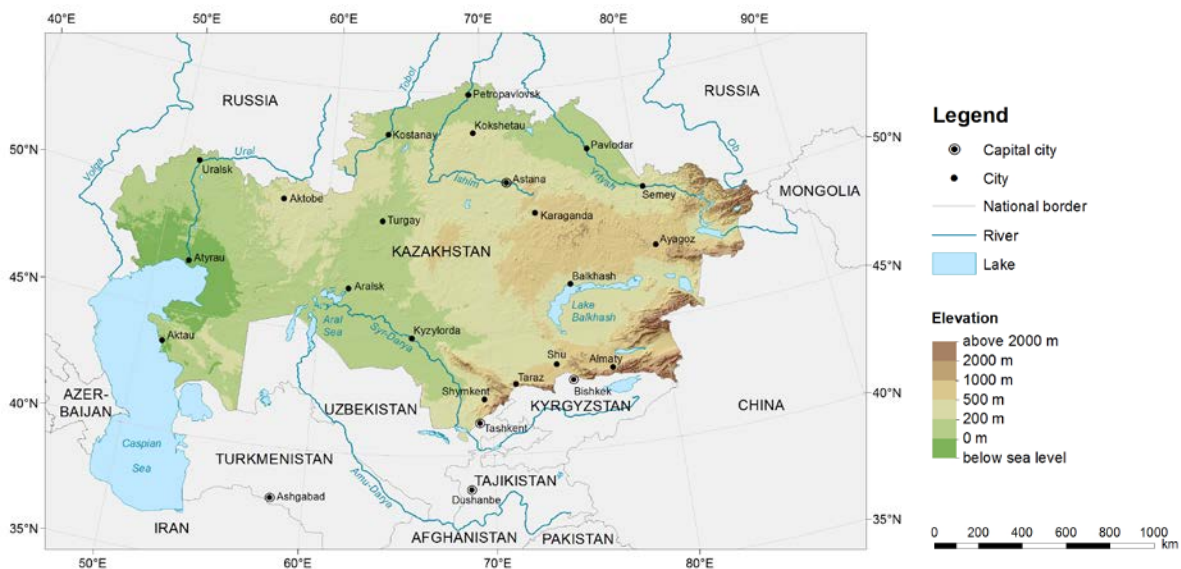 40°E
50°E
60°E
70°E
80°E
90°E
RUSSIA
Tobol
Petropavlovsk
RUSSIA
Kostanay
Kokshetau
Pavlodar
Ob
50°N
Volga
Ural
Uralsk
Ishim
Astana
Yrtysh
Semey
MONGOLIA
50°N
Aktobe
Turgay
Karaganda
KAZAKHSTAN
Ayagoz
Atyrau
45°N
Aralsk
Balkhash
45°N
Aral
Sea
Syr-Darya
Lake
Balkhash
Aktau
Kyzylorda
Shu
Almaty
Taraz
Bishkek
AZER-
BAIJAN
Shymkent
UZBEKISTAN
KYRGYZSTAN
CHINA
40°N
40°N
Tashkent
Caspian
Sea
TURKMENISTAN
Amu-Darya
TAJIKISTAN
Ashgabad
Dushanbe
35°N
IRAN
AFGHANISTAN
PAKISTAN
35°N
50°E
60°E
70°E
80°E
Legend
Capital city
City
National border
River
Lake
Elevation
above 2000 m
2000 m
1000 m
500 m
200 m
0 m
below sea level
0 200 400 600 800 1000
km